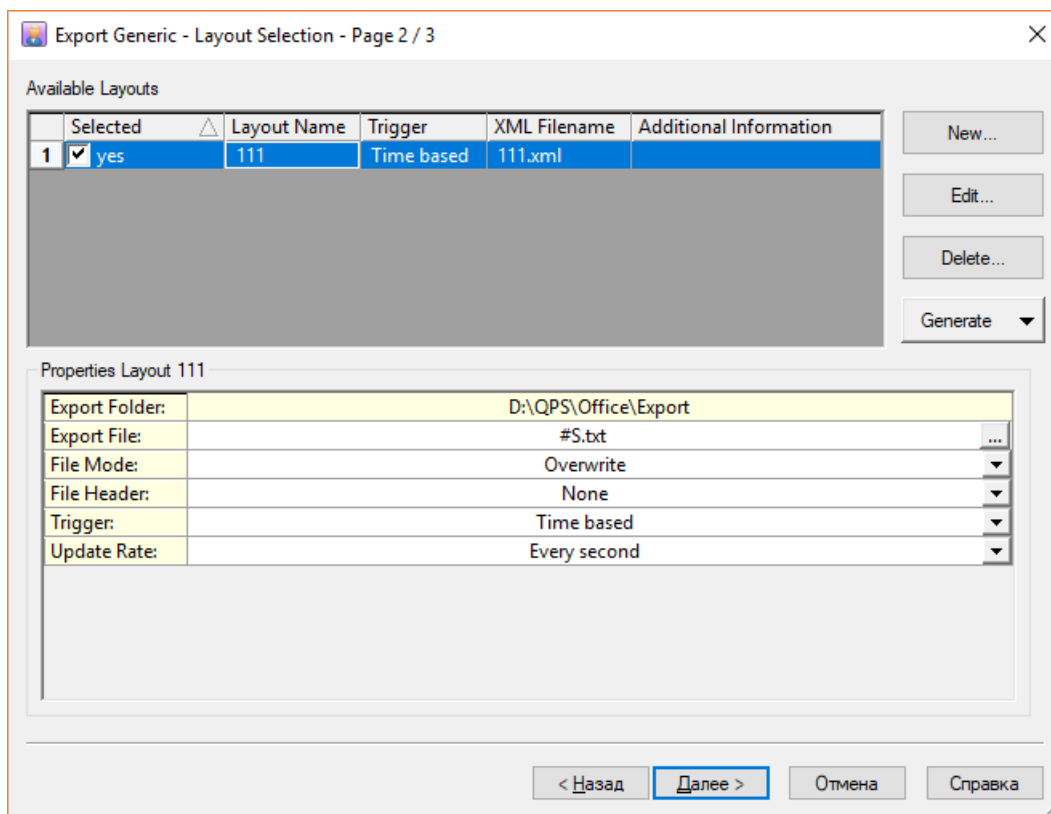 Export Generic - Layout Selection - Page 2 / 3
Available Layouts
Selected Layout Name Trigger XML Filename Additional Information
1 yes 111 Time based 111.xml
New...
Edit...
Delete...
Generate
Properties Layout 111
Export Folder: D:\QPS\Office\Export
Export File: #S.txt ...
File Mode: Overwrite
File Header: None
Trigger: Time based
Update Rate: Every second
< Назад Далее > Отмена Справка